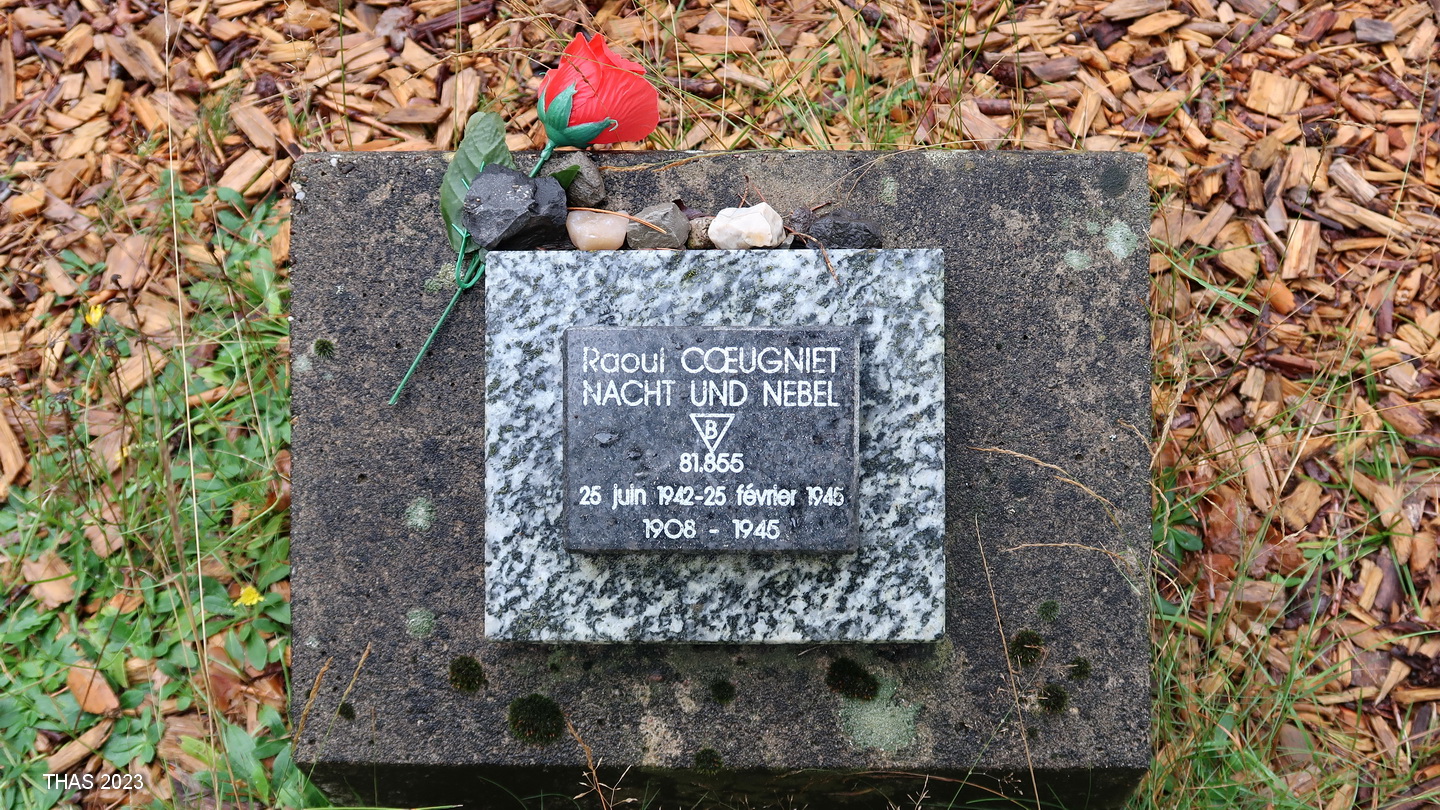 Raoul CŒUGNIET
NACHT UND NEBEL
B
81.855
25 juin 1942-25 février 1945
1908 - 1945
THAS 2023